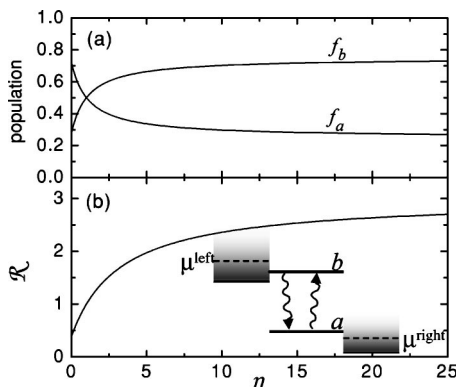 (a)
f_b
f_a
population
1.0
0.8
0.6
0.4
0.2
0.0
(b)
3
2
1
0
ℛ
μ^left
b
a
μ^right
0 5 10 15 20 25
n